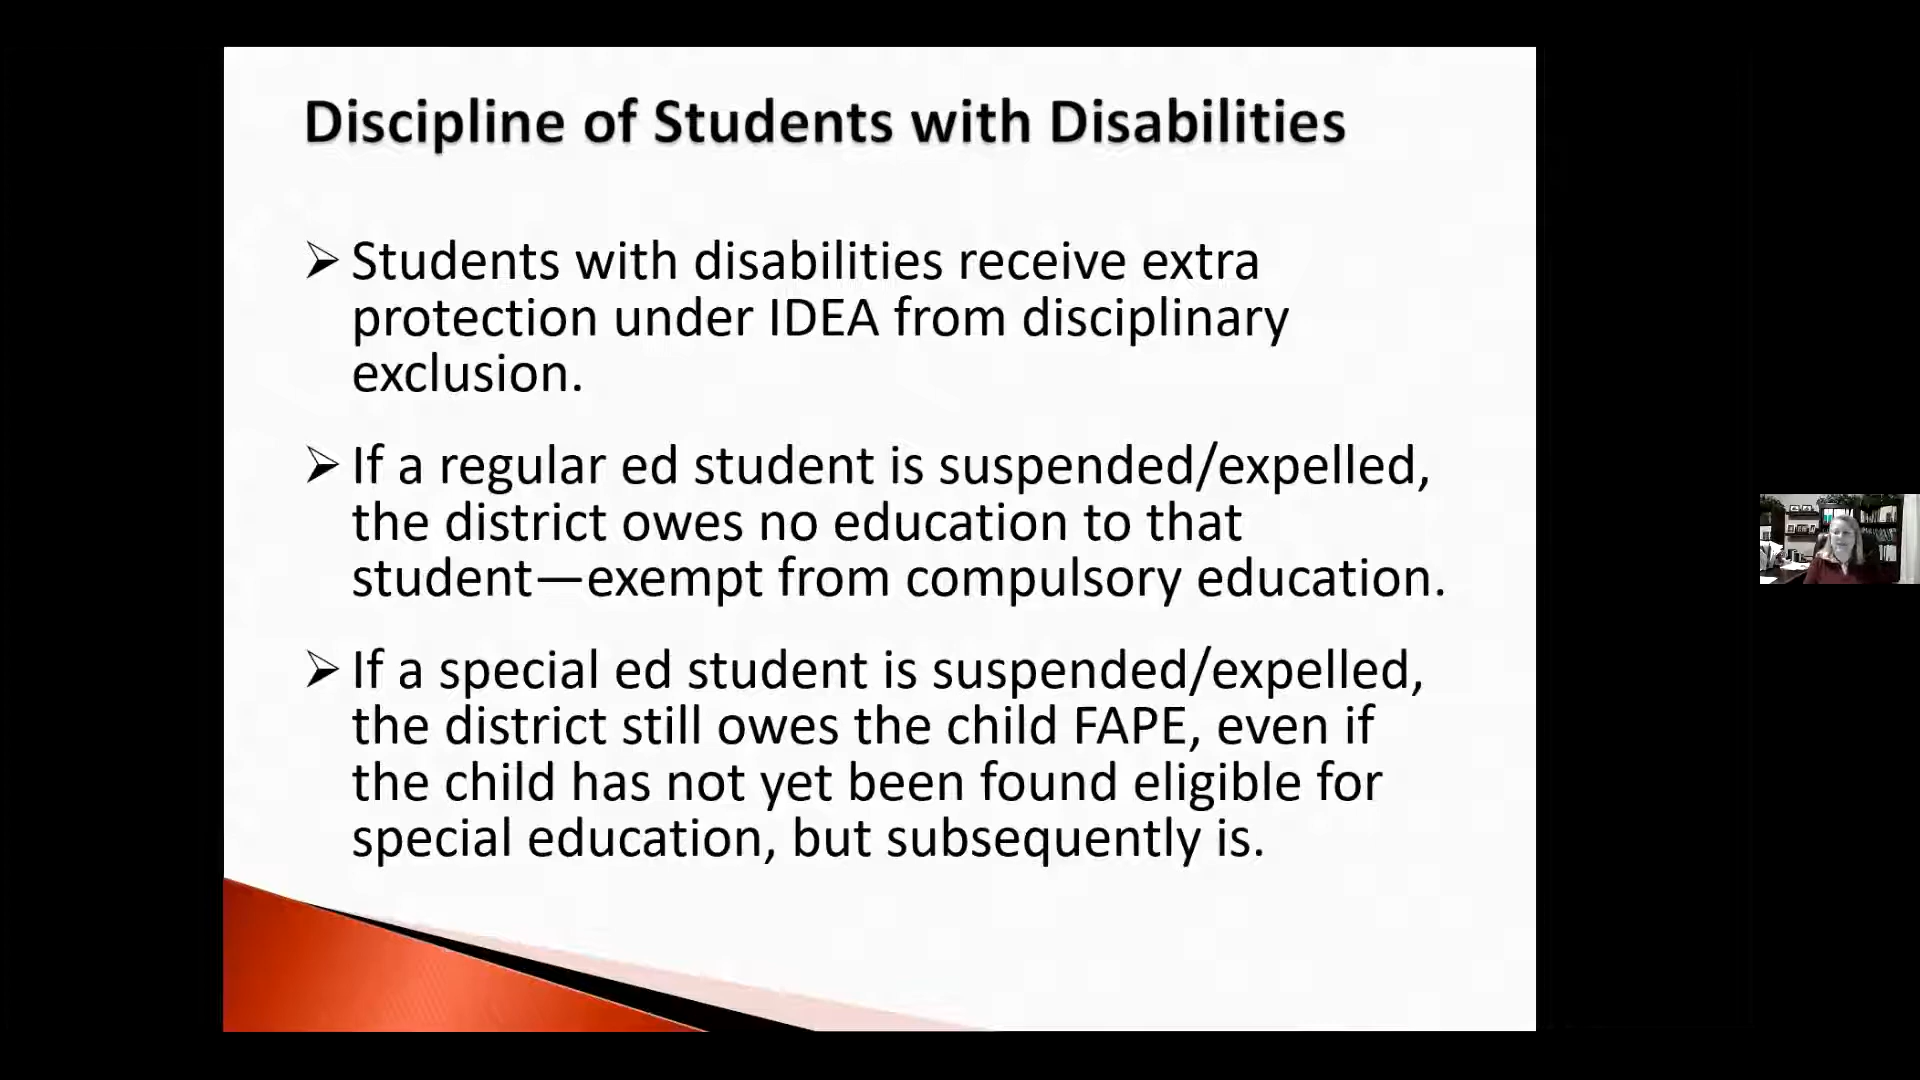 Discipline of Students with Disabilities
➢ Students with disabilities receive extra
protection under IDEA from disciplinary
exclusion.
➢ If a regular ed student is suspended/expelled,
the district owes no education to that
student—exempt from compulsory education.
➢ If a special ed student is suspended/expelled,
the district still owes the child FAPE, even if
the child has not yet been found eligible for
special education, but subsequently is.